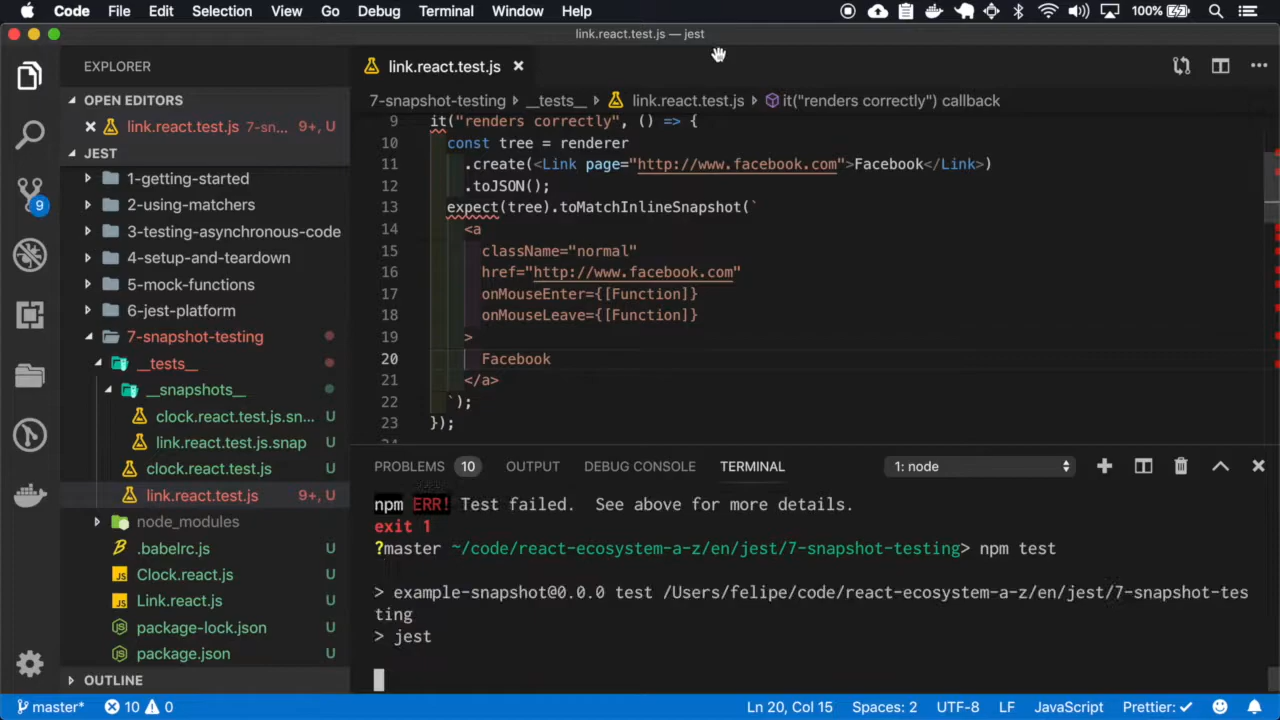 Code File Edit Selection View Go Debug Terminal Window Help 100%
link.react.test.js — jest
EXPLORER
OPEN EDITORS
link.react.test.js 7-sn... 9+, U
JEST
1-getting-started
2-using-matchers
3-testing-asynchronous-code
4-setup-and-teardown
5-mock-functions
6-jest-platform
7-snapshot-testing
__tests__
__snapshots__
clock.react.test.js.sn... U
link.react.test.js.snap U
clock.react.test.js U
link.react.test.js 9+, U
node_modules
.babelrc.js U
Clock.react.js U
Link.react.js U
package-lock.json U
package.json U
OUTLINE
9
link.react.test.js
7-snapshot-testing __tests__ link.react.test.js it("renders correctly") callback
9 it("renders correctly", () => {
10 const tree = renderer
11 .create(<Link page="http://www.facebook.com">Facebook</Link>)
12 .toJSON();
13 expect(tree).toMatchInlineSnapshot(`
14 <a
15 className="normal"
16 href="http://www.facebook.com"
17 onMouseEnter={[Function]}
18 onMouseLeave={[Function]}
19 >
20 Facebook
21 </a>
22 `);
23 });
PROBLEMS 10 OUTPUT DEBUG CONSOLE TERMINAL 1: node
npm ERR! Test failed. See above for more details.
exit 1
?master ~/code/react-ecosystem-a-z/en/jest/7-snapshot-testing> npm test
> example-snapshot@0.0.0 test /Users/felipe/code/react-ecosystem-a-z/en/jest/7-snapshot-tes
ting
> jest
master* 10 0 Ln 20, Col 15 Spaces: 2 UTF-8 LF JavaScript Prettier: ✓